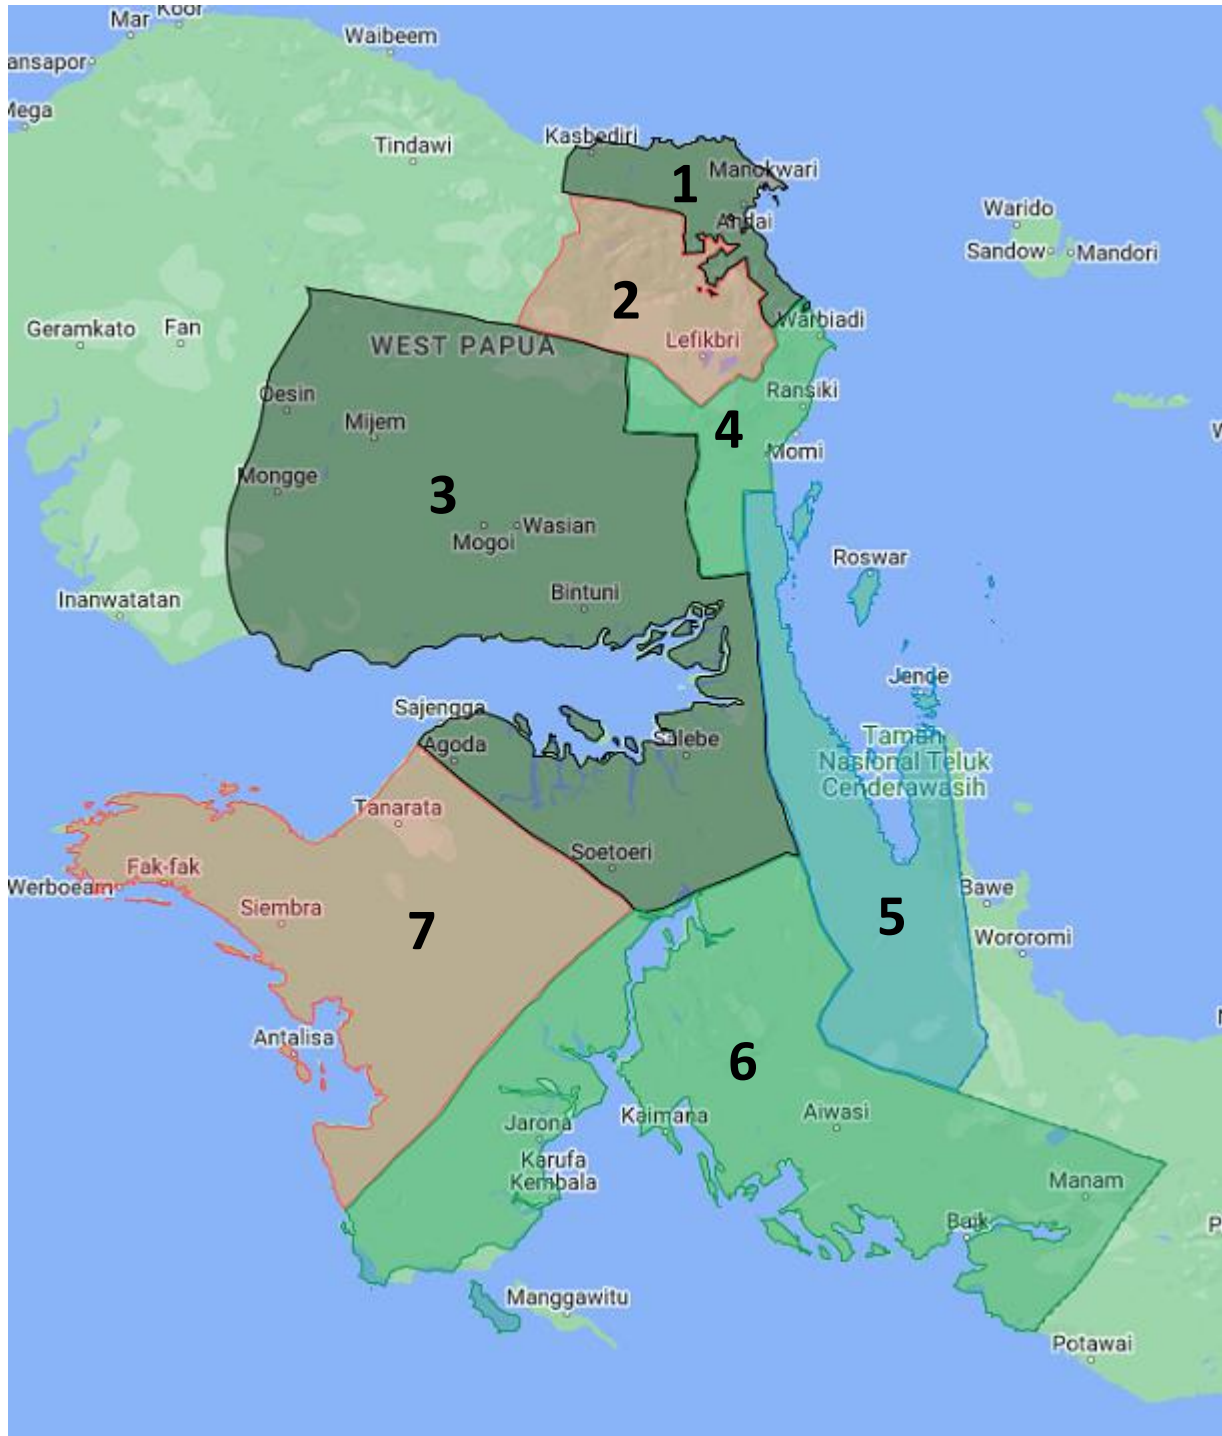 Koor
Mar
Waibeem
ansapor
Mega
Kasbediri
Tindawi
1
Manokwari
Andai
Warido
Sandow
Mandori
2
Warbiadi
Geramkato
Fan
WEST PAPUA
Lefikbri
Ransiki
Oesin
Mijem
4
Momi
Mongge
3
Wasian
Mogoi
Roswar
Bintuni
Inanwatatan
Jende
Sajengga
Agoda
Salebe
Taman
Nasional Teluk
Cenderawasih
Tanarata
Soetoeri
Fak-fak
Werboeam
Bawe
Siembra
5
7
Wororomi
Antalisa
6
Jarona
Kaimana
Aiwasi
Karufa
Kembala
Manam
Baik
Manggawitu
Potawai